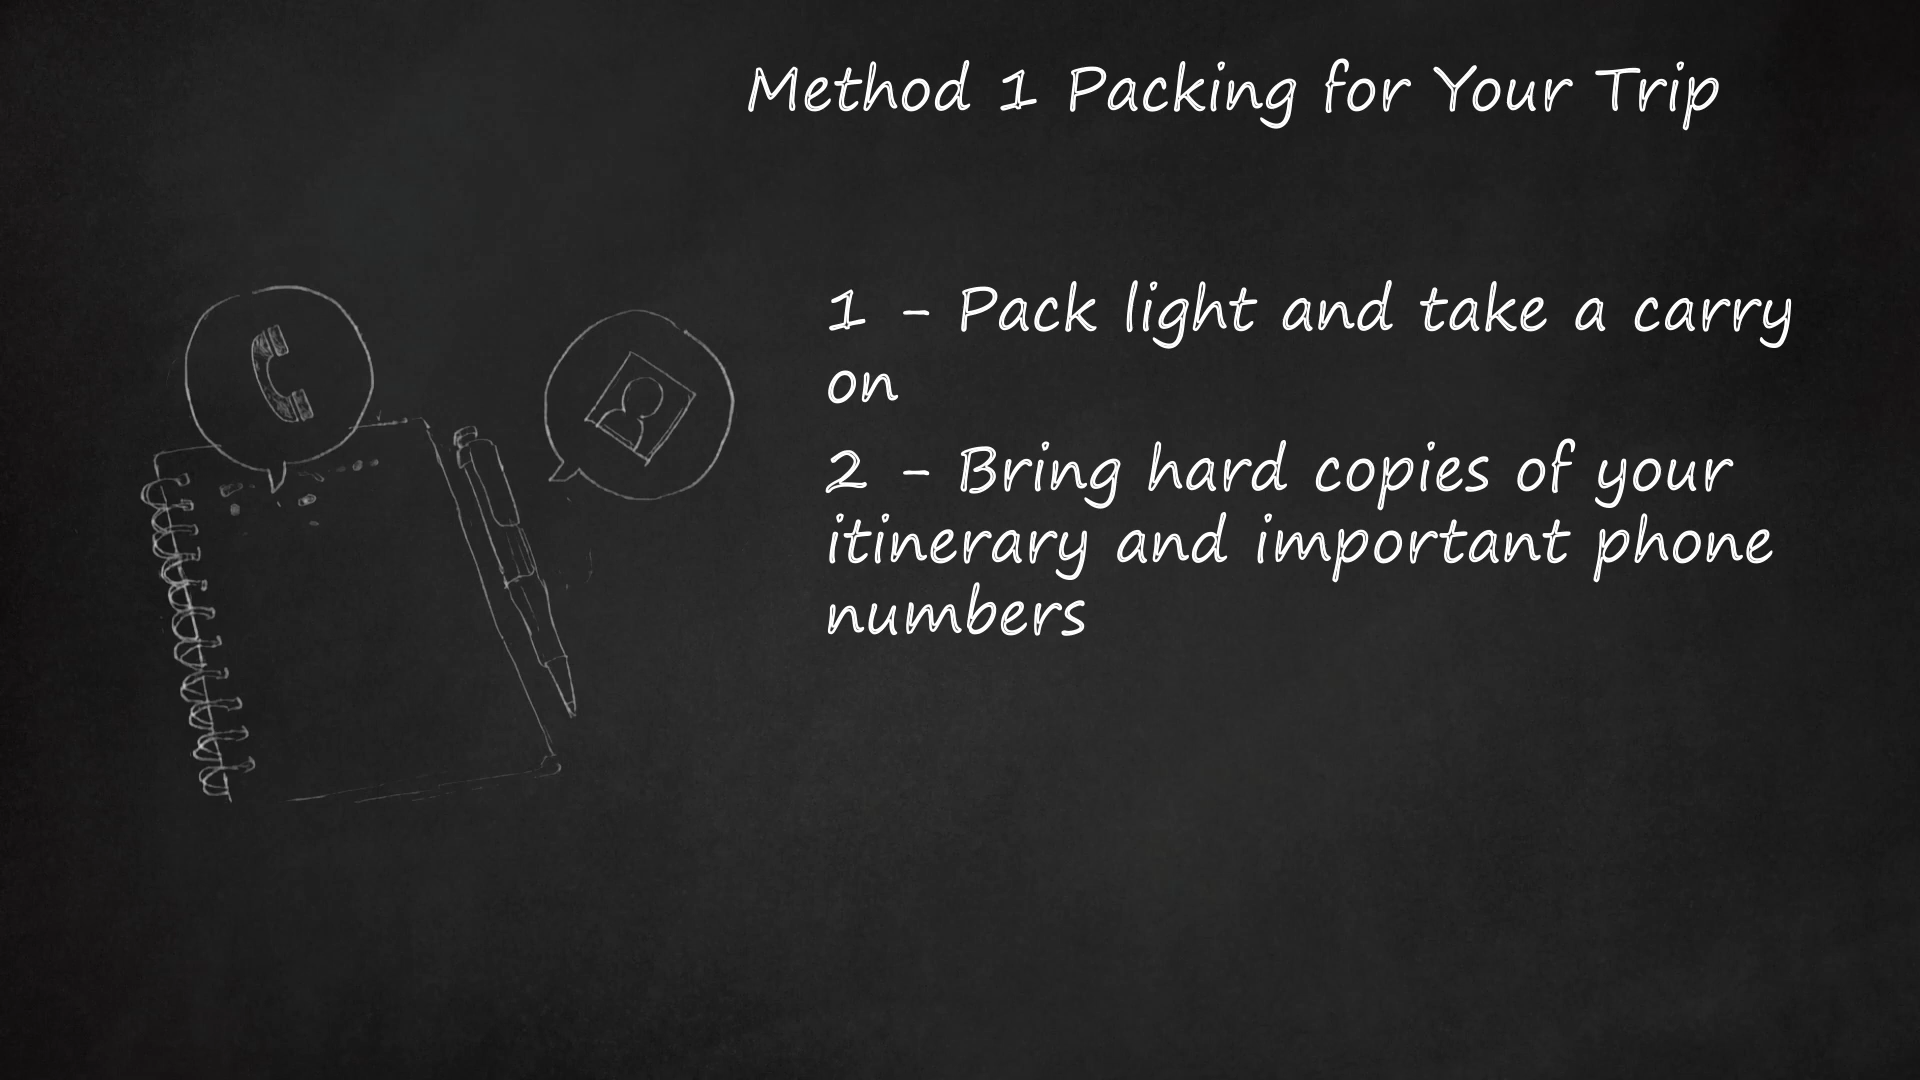 Method 1 Packing for Your Trip
1 - Pack light and take a carry
on
2 - Bring hard copies of your
itinerary and important phone
numbers